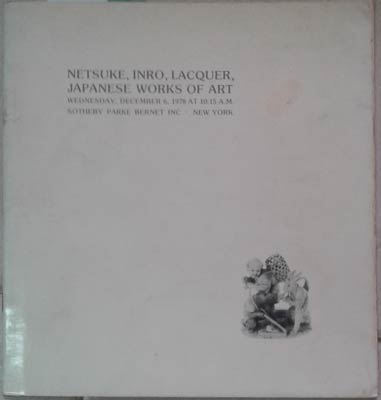 NETSUKE, INRO, LACQUER,
JAPANESE WORKS OF ART
WEDNESDAY, DECEMBER 6, 1978 AT 10:15 A.M.
SOTHEBY PARKE BERNET INC · NEW YORK